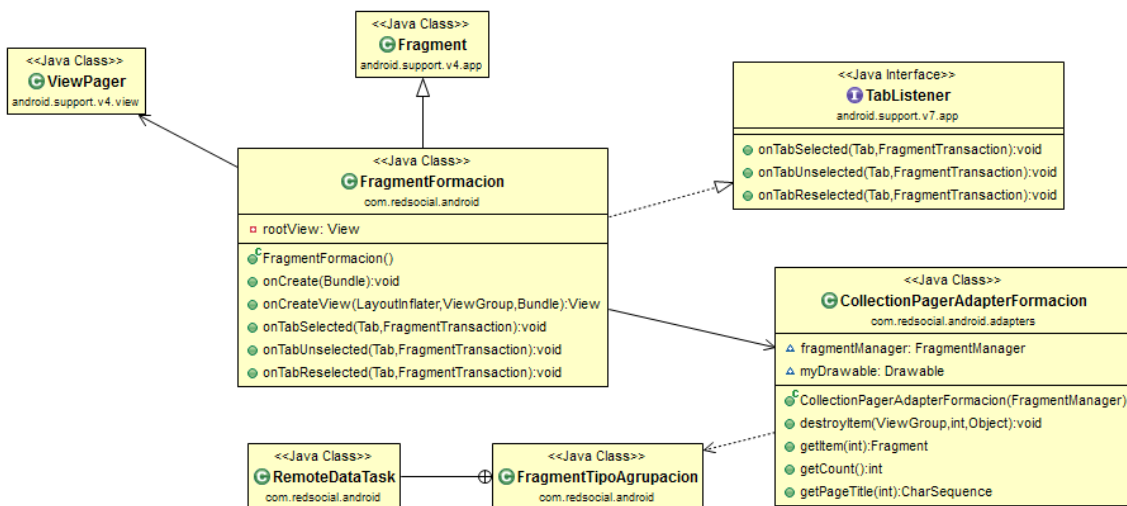 <<Java Class>>
Fragment
android.support.v4.app
<<Java Class>>
ViewPager
android.support.v4.view
<<Java Interface>>
TabListener
android.support.v7.app
onTabSelected(Tab,FragmentTransaction):void
onTabUnselected(Tab,FragmentTransaction):void
onTabReselected(Tab,FragmentTransaction):void
<<Java Class>>
FragmentFormacion
com.redsocial.android
rootView: View
FragmentFormacion()
onCreate(Bundle):void
onCreateView(LayoutInflater,ViewGroup,Bundle):View
onTabSelected(Tab,FragmentTransaction):void
onTabUnselected(Tab,FragmentTransaction):void
onTabReselected(Tab,FragmentTransaction):void
<<Java Class>>
CollectionPagerAdapterFormacion
com.redsocial.android.adapters
fragmentManager: FragmentManager
myDrawable: Drawable
CollectionPagerAdapterFormacion(FragmentManager)
destroyItem(ViewGroup,int,Object):void
getItem(int):Fragment
getCount():int
getPageTitle(int):CharSequence
<<Java Class>>
RemoteDataTask
com.redsocial.android
<<Java Class>>
FragmentTipoAgrupacion
com.redsocial.android